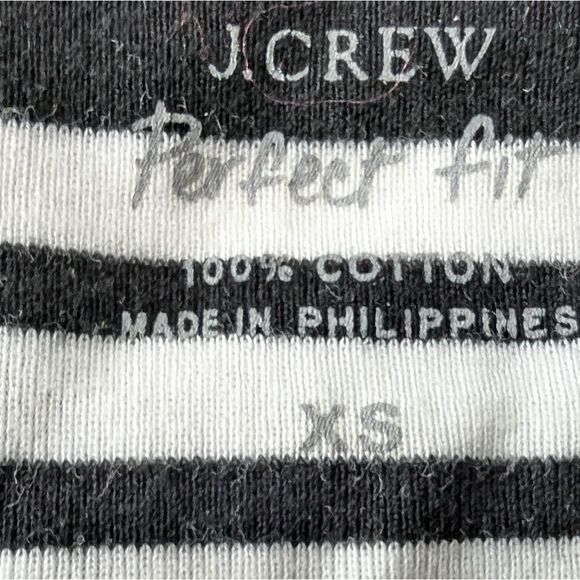 J.CREW
Perfect fit
100% COTTON
MADE IN PHILIPPINES
XS